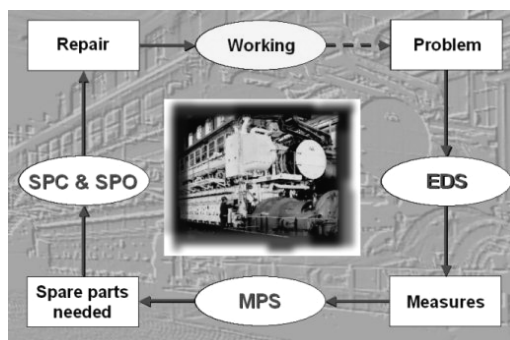 Repair
Working
Problem
SPC & SPO
EDS
Spare parts
needed
MPS
Measures